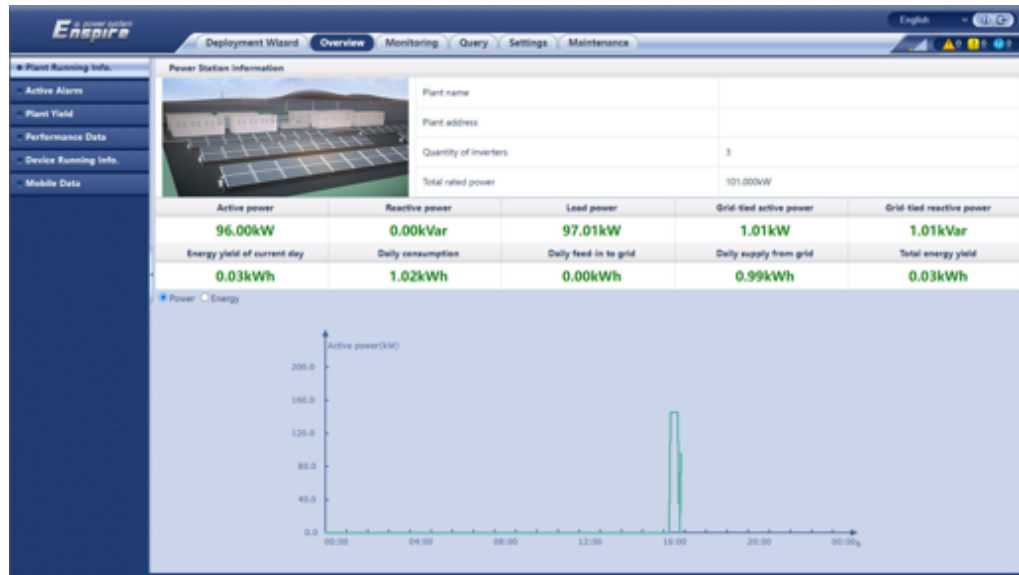 Enspire
e power system
English
Deployment Wizard Overview Monitoring Query Settings Maintenance
Plant Running Info.
Active Alarm
Plant Yield
Performance Data
Device Running Info.
Mobile Data
Power Station Information
Plant name
Plant address
Quantity of inverters 3
Total rated power 101.000kW
Active power Reactive power Load power Grid-tied active power Grid-tied reactive power
96.00kW 0.00kVar 97.01kW 1.01kW 1.01kVar
Energy yield of current day Daily consumption Daily feed in to grid Daily supply from grid Total energy yield
0.03kWh 1.02kWh 0.00kWh 0.99kWh 0.03kWh
Power Energy
Active power(kW)
200.0
160.0
120.0
80.0
40.0
0.0
00:00 04:00 08:00 12:00 16:00 20:00 00:00 h